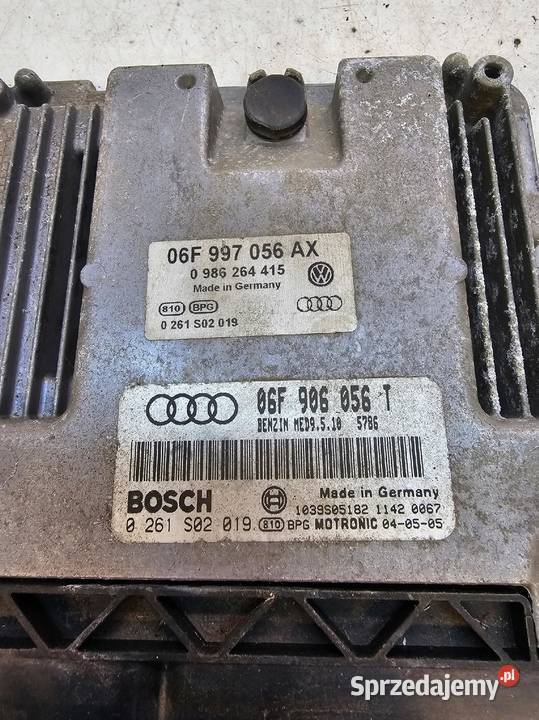 06F 997 056 AX
0 986 264 415
Made in Germany
810 BPG
0 261 S02 019
06F 906 056 T
BENZIN MED9.5.10 5786
BOSCH
Made in Germany
1039S05182 1142 0067
0 261 S02 019 810 BPG MOTRONIC 04-05-05
Sprzedajemy.pl